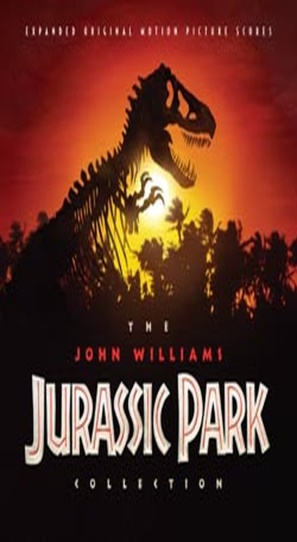 EXPANDED ORIGINAL MOTION PICTURE SCORES
THE
JOHN WILLIAMS
JURASSIC PARK
COLLECTION